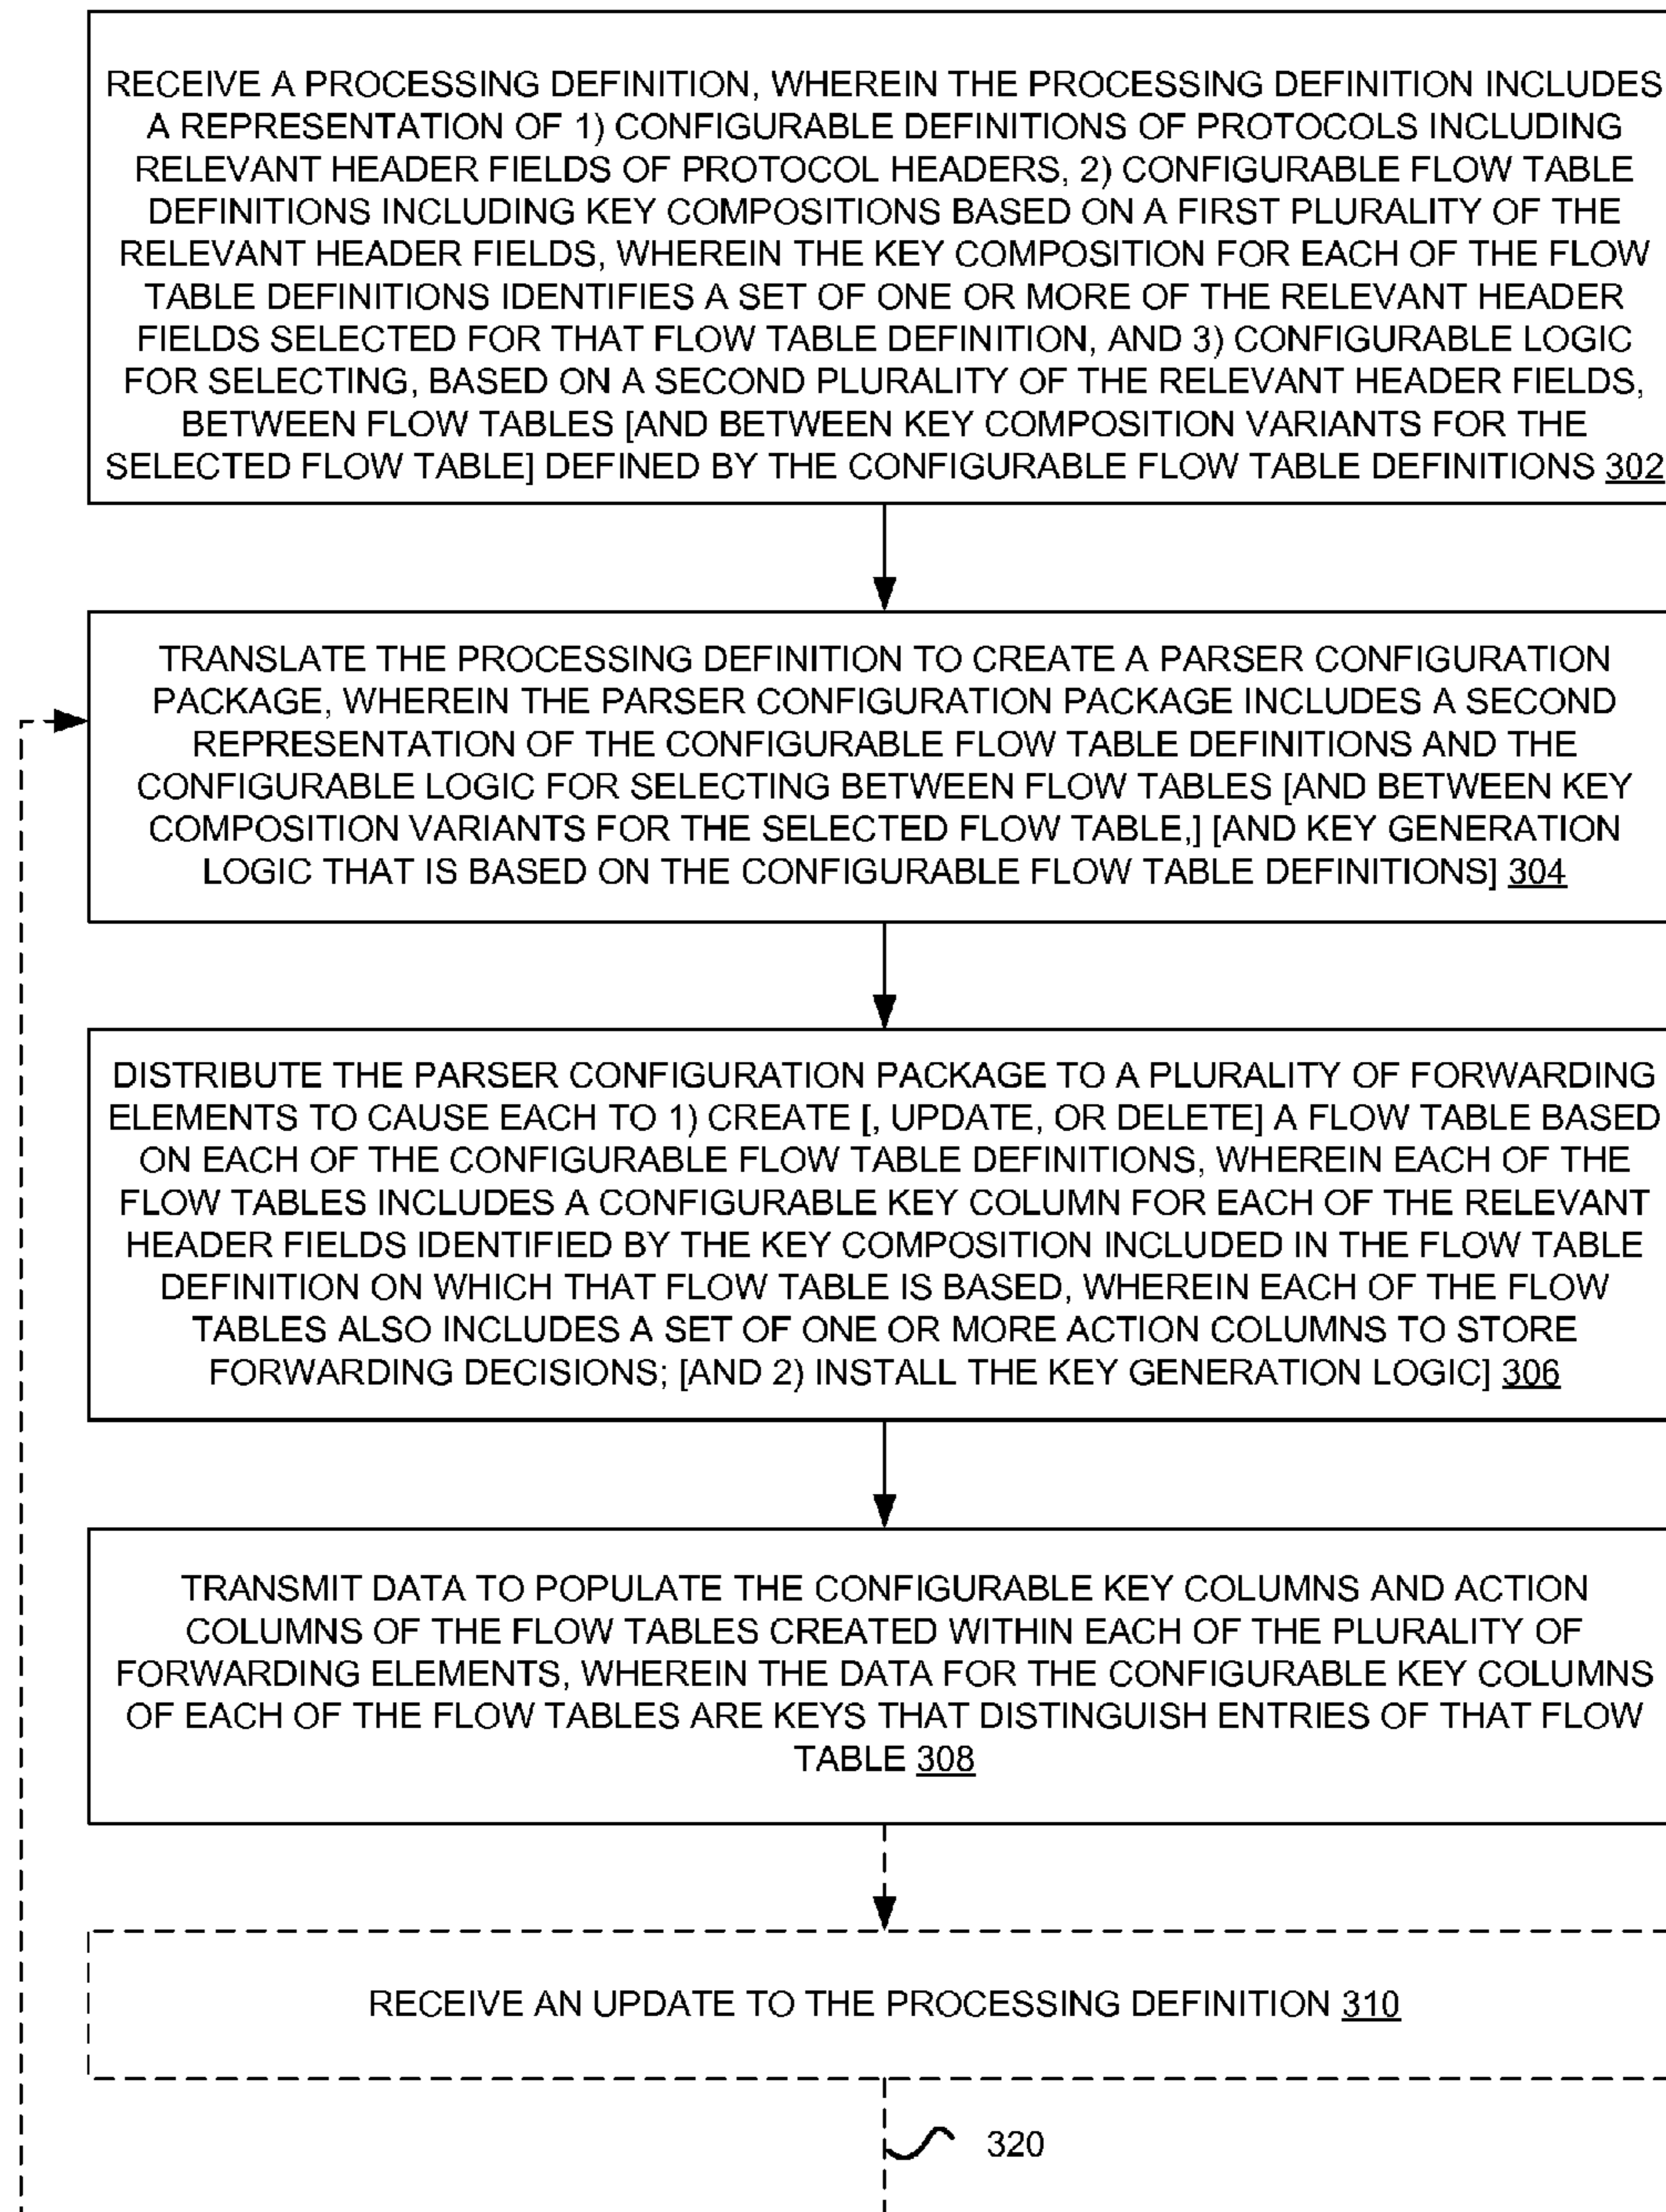 RECEIVE A PROCESSING DEFINITION, WHEREIN THE PROCESSING DEFINITION INCLUDES
A REPRESENTATION OF 1) CONFIGURABLE DEFINITIONS OF PROTOCOLS INCLUDING
RELEVANT HEADER FIELDS OF PROTOCOL HEADERS, 2) CONFIGURABLE FLOW TABLE
DEFINITIONS INCLUDING KEY COMPOSITIONS BASED ON A FIRST PLURALITY OF THE
RELEVANT HEADER FIELDS, WHEREIN THE KEY COMPOSITION FOR EACH OF THE FLOW
TABLE DEFINITIONS IDENTIFIES A SET OF ONE OR MORE OF THE RELEVANT HEADER
FIELDS SELECTED FOR THAT FLOW TABLE DEFINITION, AND 3) CONFIGURABLE LOGIC
FOR SELECTING, BASED ON A SECOND PLURALITY OF THE RELEVANT HEADER FIELDS,
BETWEEN FLOW TABLES [AND BETWEEN KEY COMPOSITION VARIANTS FOR THE
SELECTED FLOW TABLE] DEFINED BY THE CONFIGURABLE FLOW TABLE DEFINITIONS 302
TRANSLATE THE PROCESSING DEFINITION TO CREATE A PARSER CONFIGURATION
PACKAGE, WHEREIN THE PARSER CONFIGURATION PACKAGE INCLUDES A SECOND
REPRESENTATION OF THE CONFIGURABLE FLOW TABLE DEFINITIONS AND THE
CONFIGURABLE LOGIC FOR SELECTING BETWEEN FLOW TABLES [AND BETWEEN KEY
COMPOSITION VARIANTS FOR THE SELECTED FLOW TABLE,] [AND KEY GENERATION
LOGIC THAT IS BASED ON THE CONFIGURABLE FLOW TABLE DEFINITIONS] 304
DISTRIBUTE THE PARSER CONFIGURATION PACKAGE TO A PLURALITY OF FORWARDING
ELEMENTS TO CAUSE EACH TO 1) CREATE [, UPDATE, OR DELETE] A FLOW TABLE BASED
ON EACH OF THE CONFIGURABLE FLOW TABLE DEFINITIONS, WHEREIN EACH OF THE
FLOW TABLES INCLUDES A CONFIGURABLE KEY COLUMN FOR EACH OF THE RELEVANT
HEADER FIELDS IDENTIFIED BY THE KEY COMPOSITION INCLUDED IN THE FLOW TABLE
DEFINITION ON WHICH THAT FLOW TABLE IS BASED, WHEREIN EACH OF THE FLOW
TABLES ALSO INCLUDES A SET OF ONE OR MORE ACTION COLUMNS TO STORE
FORWARDING DECISIONS; [AND 2) INSTALL THE KEY GENERATION LOGIC] 306
TRANSMIT DATA TO POPULATE THE CONFIGURABLE KEY COLUMNS AND ACTION
COLUMNS OF THE FLOW TABLES CREATED WITHIN EACH OF THE PLURALITY OF
FORWARDING ELEMENTS, WHEREIN THE DATA FOR THE CONFIGURABLE KEY COLUMNS
OF EACH OF THE FLOW TABLES ARE KEYS THAT DISTINGUISH ENTRIES OF THAT FLOW
TABLE 308
RECEIVE AN UPDATE TO THE PROCESSING DEFINITION 310
320